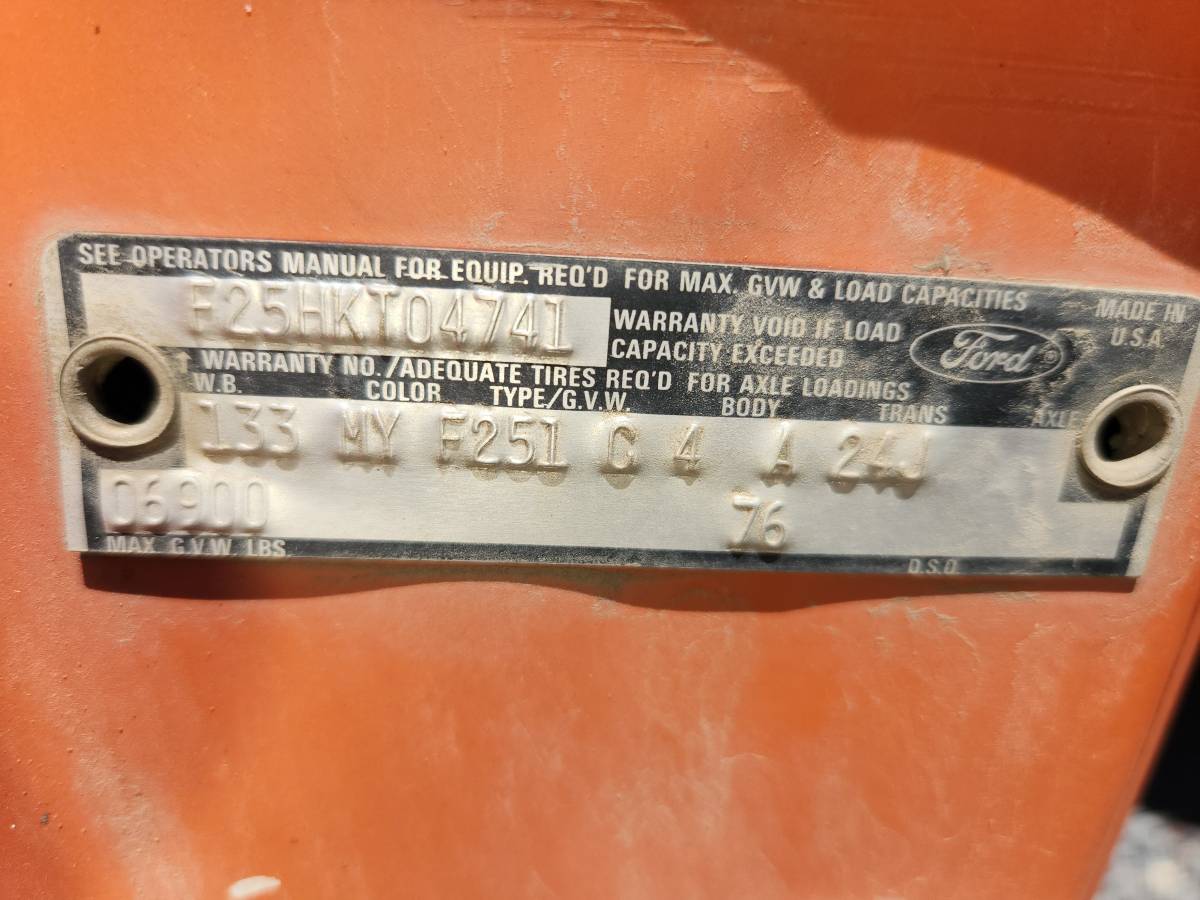 SEE OPERATORS MANUAL FOR EQUIP. REQ'D FOR MAX. GVW & LOAD CAPACITIES
F25HKT04741
WARRANTY VOID IF LOAD
CAPACITY EXCEEDED
Ford
MADE IN
U.S.A.
WARRANTY NO./ADEQUATE TIRES REQ'D FOR AXLE LOADINGS
W.B. COLOR TYPE/G.V.W. BODY TRANS AXLE
133 MY F251 C 4 A 24J
06900 76
MAX. G.V.W. LBS D.S.O.